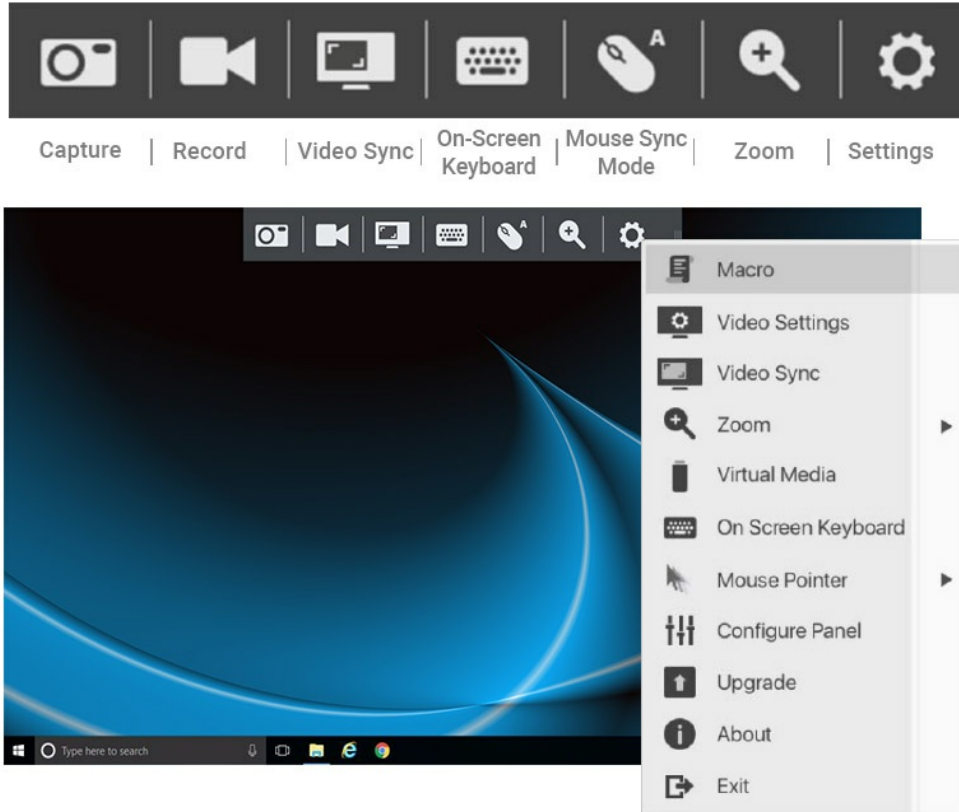 A
Capture | Record | Video Sync | On-Screen Keyboard | Mouse Sync Mode | Zoom | Settings
A
Macro
Video Settings
Video Sync
Zoom
Virtual Media
On Screen Keyboard
Mouse Pointer
Configure Panel
Upgrade
About
Exit
Type here to search